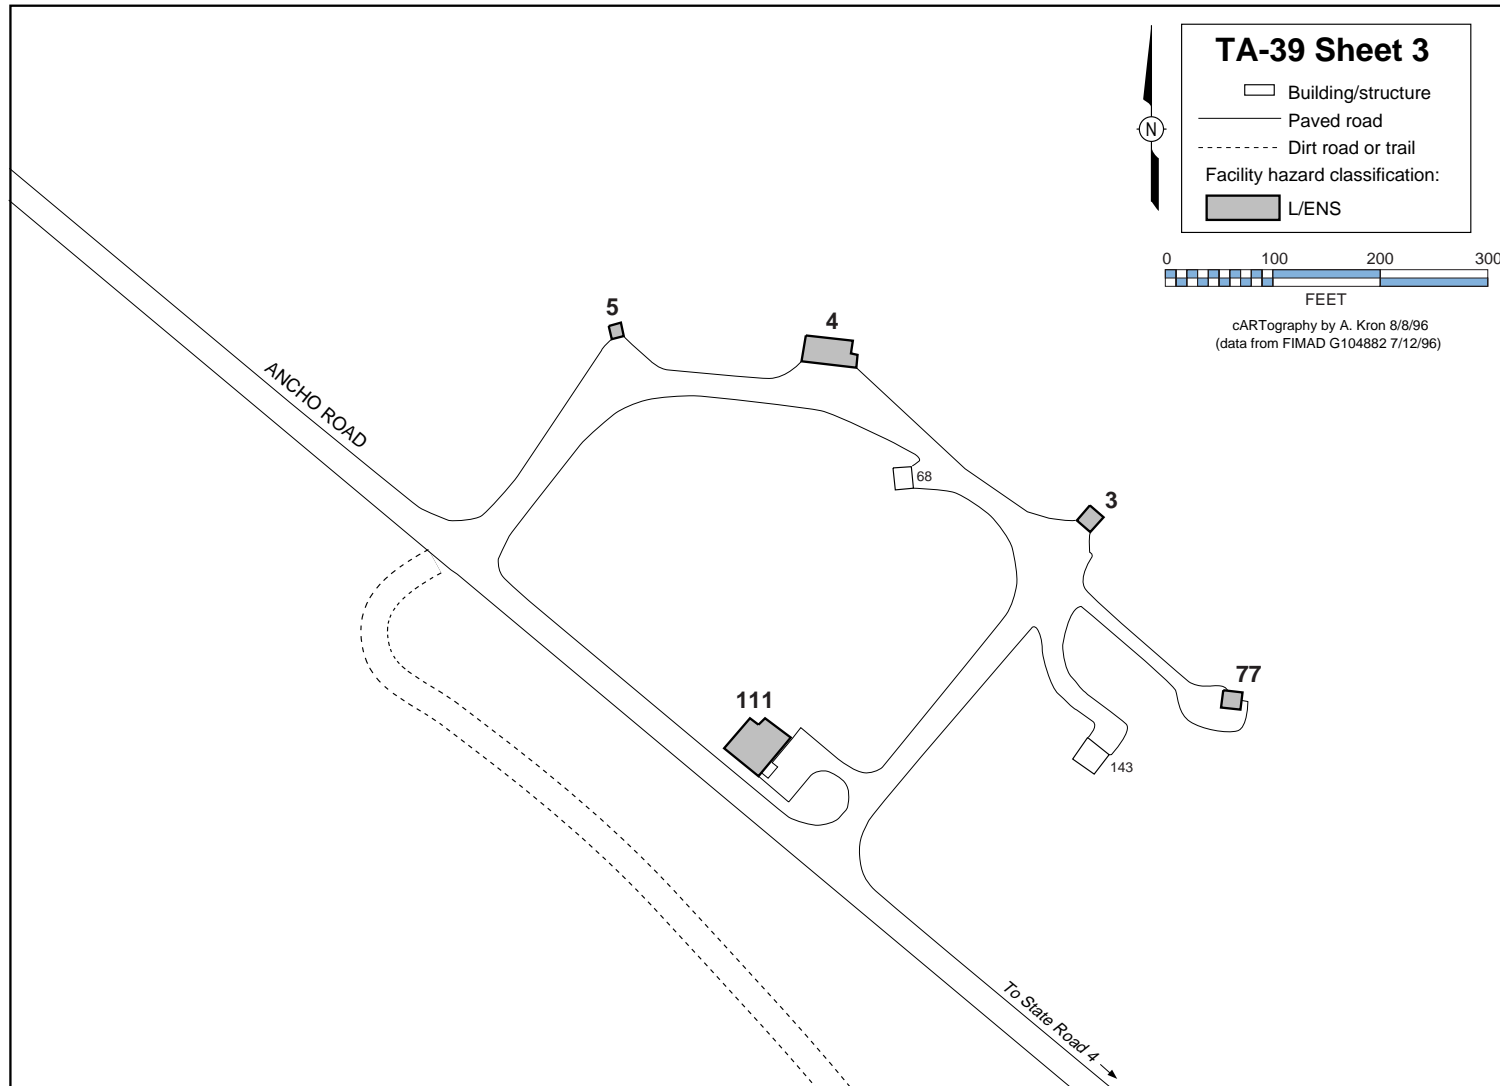 TA-39 Sheet 3
Building/structure
Paved road
N
Dirt road or trail
Facility hazard classification:
L/ENS
0 100 200 300
FEET
cARTography by A. Kron 8/8/96
(data from FIMAD G104882 7/12/96)
5
4
ANCHO ROAD
68
3
77
111
143
To State Road 4